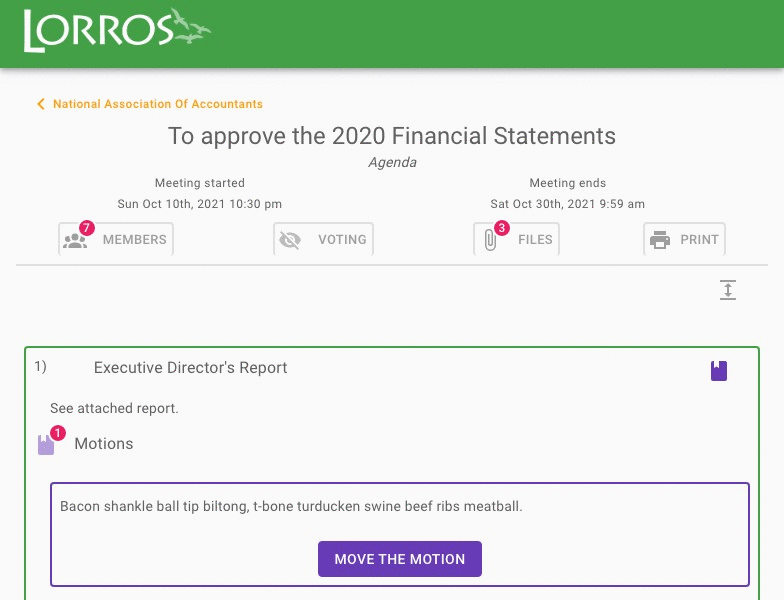 LORROS
National Association Of Accountants
To approve the 2020 Financial Statements
Agenda
Meeting started
Sun Oct 10th, 2021 10:30 pm
Meeting ends
Sat Oct 30th, 2021 9:59 am
7
MEMBERS
VOTING
3
FILES
PRINT
1) Executive Director's Report
See attached report.
1
Motions
Bacon shankle ball tip biltong, t-bone turducken swine beef ribs meatball.
MOVE THE MOTION